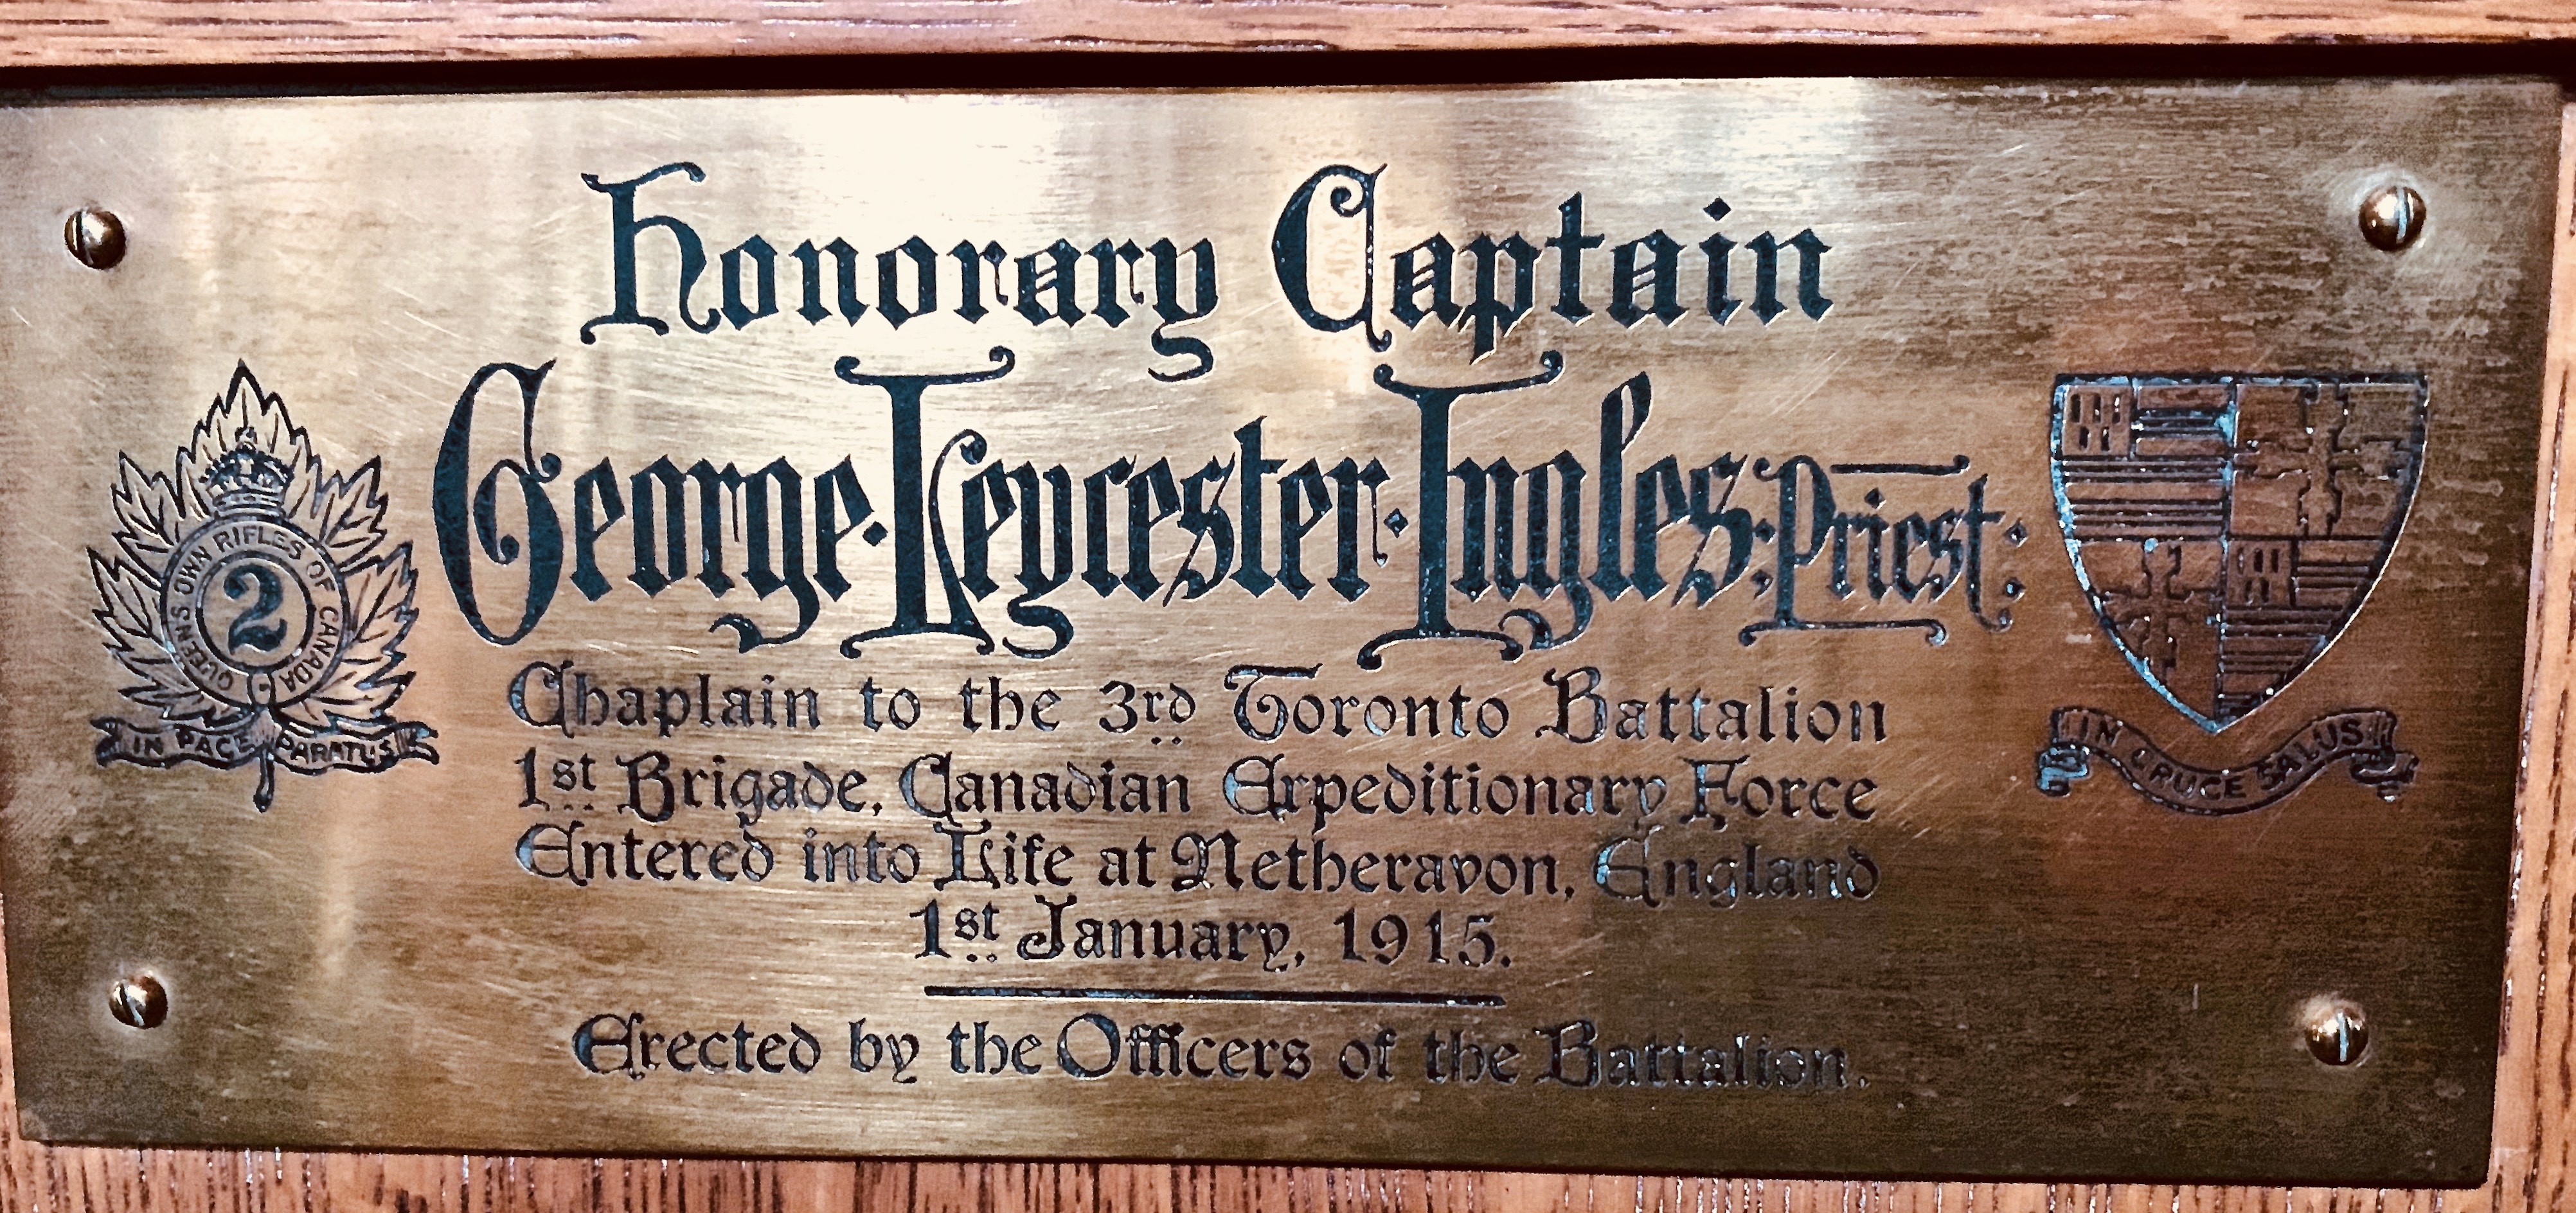 Honorary Captain
George · Leycester · Ingles: Priest:
Chaplain to the 3rd Toronto Battalion
1st Brigade, Canadian Expeditionary Force
Entered into Life at Netheravon, England
1st January, 1915.
Erected by the Officers of the Battalion.
QUEENS OWN RIFLES OF CANADA
2
IN PACE PARATUS
IN CRUCE SALUS